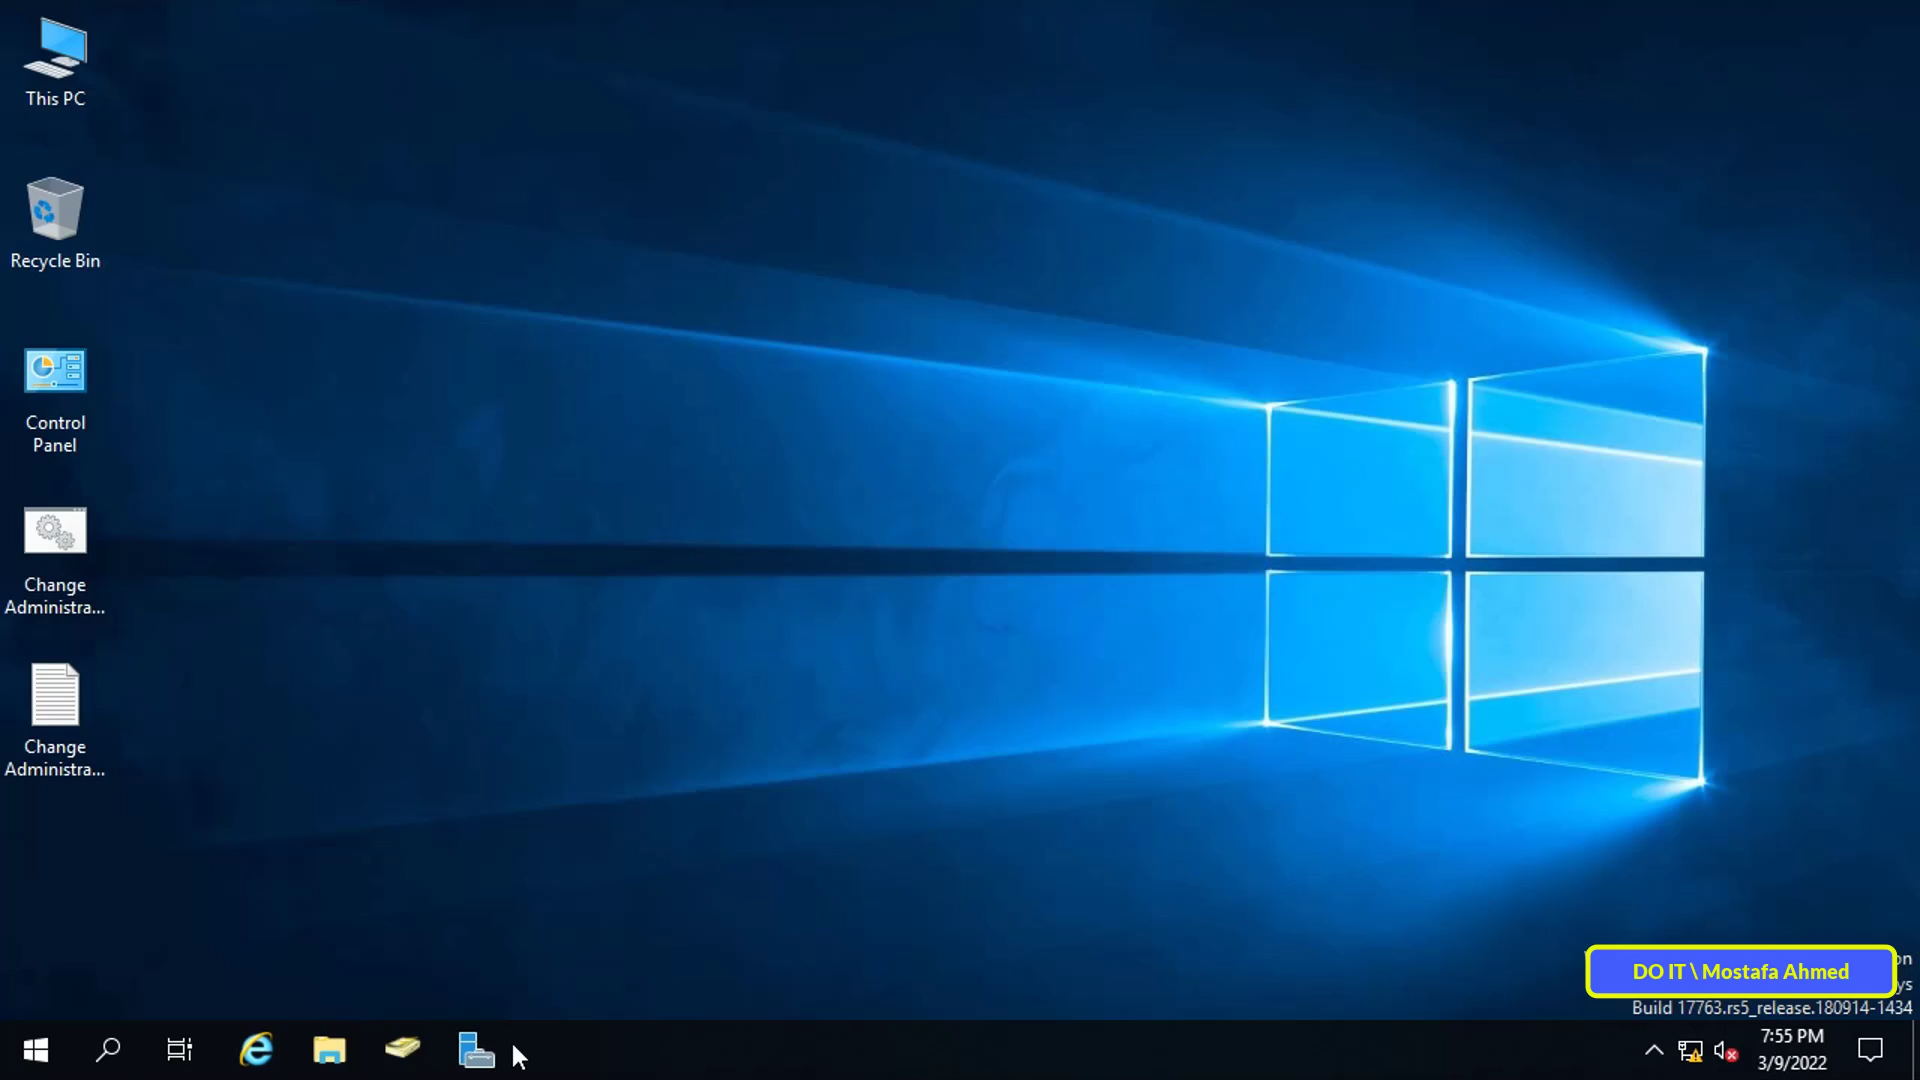 This PC
Recycle Bin
Control
Panel
Change
Administra...
Change
Administra...
DO IT \ Mostafa Ahmed
Build 17763.rs5_release.180914-1434
7:55 PM
3/9/2022